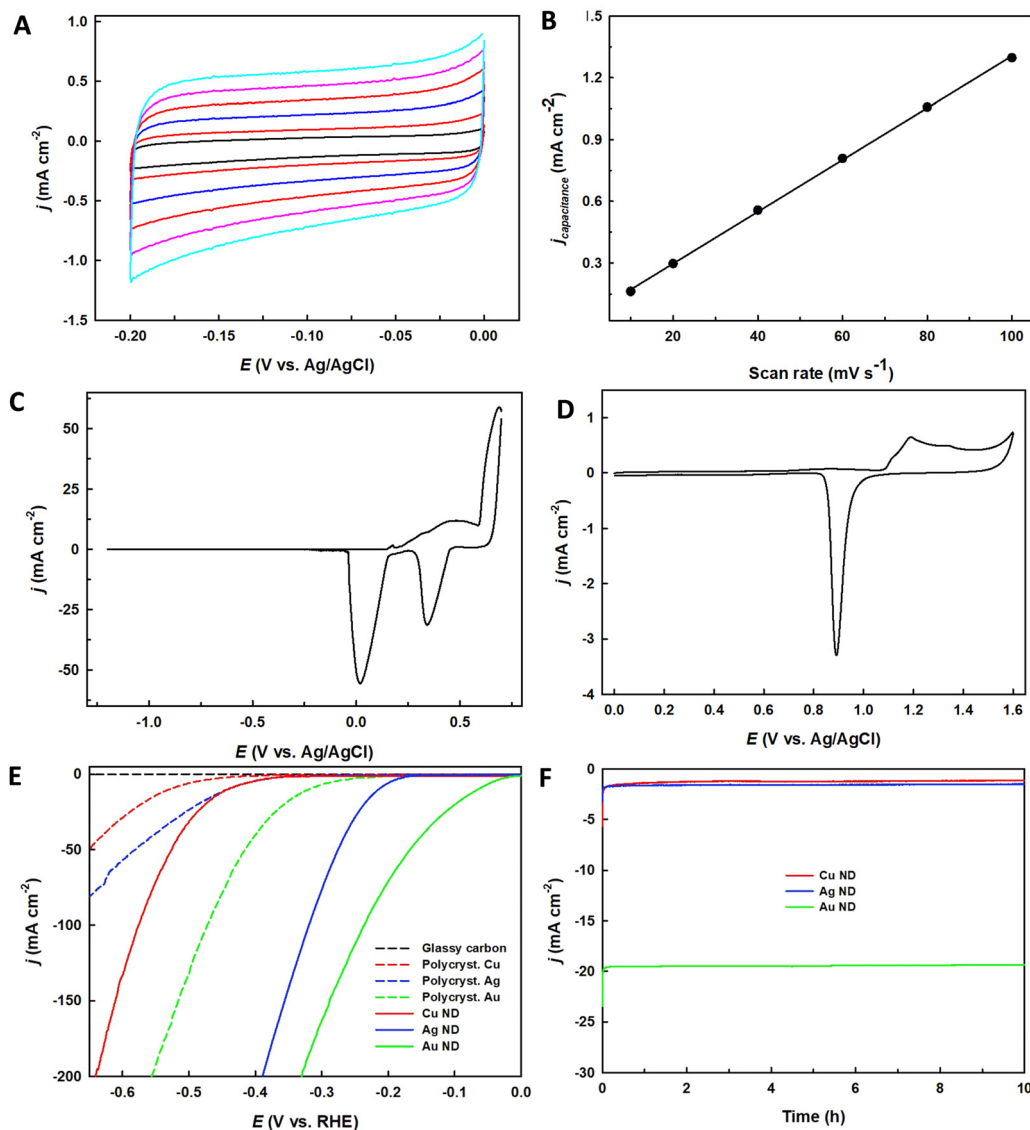 A
1.0
0.5
0.0
-0.5
-1.0
-1.5
j (mA cm-2)
-0.20
-0.15
-0.10
-0.05
0.00
E (V vs. Ag/AgCl)
B
1.5
1.2
0.9
0.6
0.3
jcapacitance (mA cm-2)
20
40
60
80
100
Scan rate (mV s-1)
C
50
25
0
-25
-50
j (mA cm-2)
-1.0
-0.5
0.0
0.5
E (V vs. Ag/AgCl)
D
1
0
-1
-2
-3
-4
j (mA cm-2)
0.0
0.2
0.4
0.6
0.8
1.0
1.2
1.4
1.6
E (V vs. Ag/AgCl)
E
0
-50
-100
-150
-200
j (mA cm-2)
Glassy carbon
Polycryst. Cu
Polycryst. Ag
Polycryst. Au
Cu ND
Ag ND
Au ND
-0.6
-0.5
-0.4
-0.3
-0.2
-0.1
0.0
E (V vs. RHE)
F
0
-5
-10
-15
-20
-25
-30
j (mA cm-2)
Cu ND
Ag ND
Au ND
0
2
4
6
8
10
Time (h)